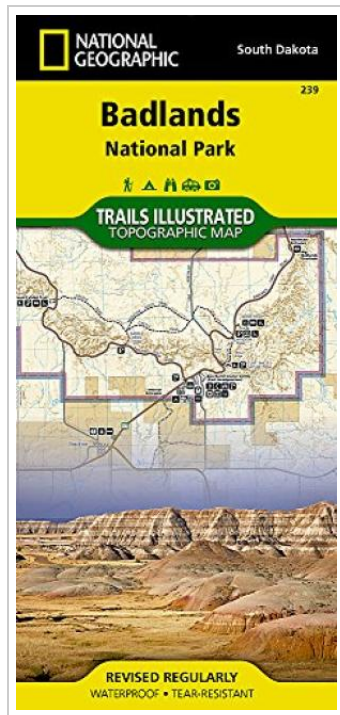 NATIONAL
GEOGRAPHIC
South Dakota
239
Badlands
National Park
TRAILS ILLUSTRATED
TOPOGRAPHIC MAP
REVISED REGULARLY
WATERPROOF • TEAR-RESISTANT